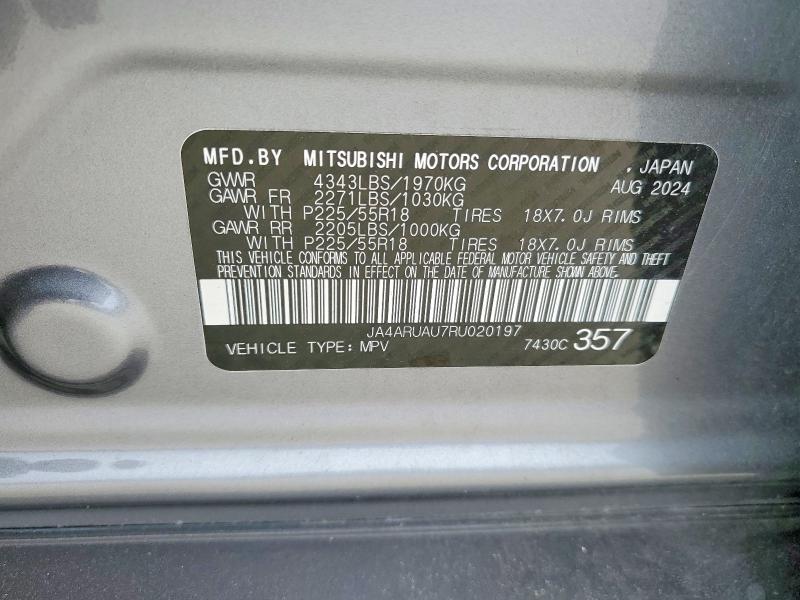 MFD.BY MITSUBISHI MOTORS CORPORATION , JAPAN
GVWR 4343LBS/1970KG AUG 2024
GAWR FR 2271LBS/1030KG
WITH P225/55R18 TIRES 18X7.0J RIMS
GAWR RR 2205LBS/1000KG
WITH P225/55R18 TIRES 18X7.0J RIMS
THIS VEHICLE CONFORMS TO ALL APPLICABLE FEDERAL MOTOR VEHICLE SAFETY AND THEFT
PREVENTION STANDARDS IN EFFECT ON THE DATE OF MANUFACTURE SHOWN ABOVE.
JA4ARUAU7RU020197
VEHICLE TYPE: MPV 7430C 357